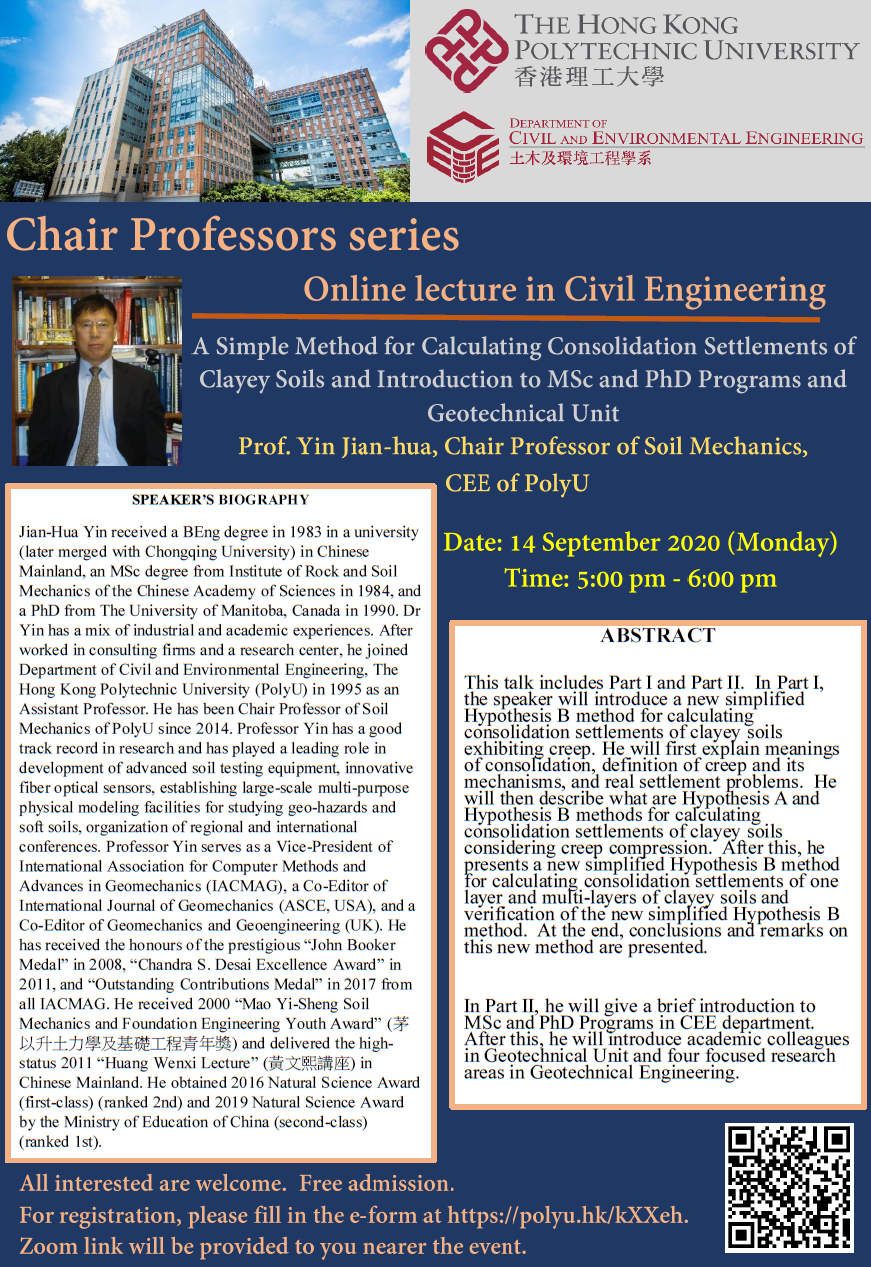 THE HONG KONG
POLYTECHNIC UNIVERSITY
香港理工大學
DEPARTMENT OF
CIVIL AND ENVIRONMENTAL ENGINEERING
土木及環境工程學系
Chair Professors series
Online lecture in Civil Engineering
A Simple Method for Calculating Consolidation Settlements of
Clayey Soils and Introduction to MSc and PhD Programs and
Geotechnical Unit
Prof. Yin Jian-hua, Chair Professor of Soil Mechanics,
CEE of PolyU
Date: 14 September 2020 (Monday)
Time: 5:00 pm - 6:00 pm
SPEAKER'S BIOGRAPHY
Jian-Hua Yin received a BEng degree in 1983 in a university
(later merged with Chongqing University) in Chinese
Mainland, an MSc degree from Institute of Rock and Soil
Mechanics of the Chinese Academy of Sciences in 1984, and
a PhD from The University of Manitoba, Canada in 1990. Dr
Yin has a mix of industrial and academic experiences. After
worked in consulting firms and a research center, he joined
Department of Civil and Environmental Engineering, The
Hong Kong Polytechnic University (PolyU) in 1995 as an
Assistant Professor. He has been Chair Professor of Soil
Mechanics of PolyU since 2014. Professor Yin has a good
track record in research and has played a leading role in
development of advanced soil testing equipment, innovative
fiber optical sensors, establishing large-scale multi-purpose
physical modeling facilities for studying geo-hazards and
soft soils, organization of regional and international
conferences. Professor Yin serves as a Vice-President of
International Association for Computer Methods and
Advances in Geomechanics (IACMAG), a Co-Editor of
International Journal of Geomechanics (ASCE, USA), and a
Co-Editor of Geomechanics and Geoengineering (UK). He
has received the honours of the prestigious “John Booker
Medal” in 2008, “Chandra S. Desai Excellence Award” in
2011, and “Outstanding Contributions Medal” in 2017 from
all IACMAG. He received 2000 “Mao Yi-Sheng Soil
Mechanics and Foundation Engineering Youth Award” (茅
以升土力學及基礎工程青年獎) and delivered the high-
status 2011 “Huang Wenxi Lecture” (黃文熙講座) in
Chinese Mainland. He obtained 2016 Natural Science Award
(first-class) (ranked 2nd) and 2019 Natural Science Award
by the Ministry of Education of China (second-class)
(ranked 1st).
ABSTRACT
This talk includes Part I and Part II. In Part I,
the speaker will introduce a new simplified
Hypothesis B method for calculating
consolidation settlements of clayey soils
exhibiting creep. He will first explain meanings
of consolidation, definition of creep and its
mechanisms, and real settlement problems. He
will then describe what are Hypothesis A and
Hypothesis B methods for calculating
consolidation settlements of clayey soils
considering creep compression. After this, he
presents a new simplified Hypothesis B method
for calculating consolidation settlements of one
layer and multi-layers of clayey soils and
verification of the new simplified Hypothesis B
method. At the end, conclusions and remarks on
this new method are presented.
In Part II, he will give a brief introduction to
MSc and PhD Programs in CEE department.
After this, he will introduce academic colleagues
in Geotechnical Unit and four focused research
areas in Geotechnical Engineering.
All interested are welcome. Free admission.
For registration, please fill in the e-form at https://polyu.hk/kXXeh.
Zoom link will be provided to you nearer the event.